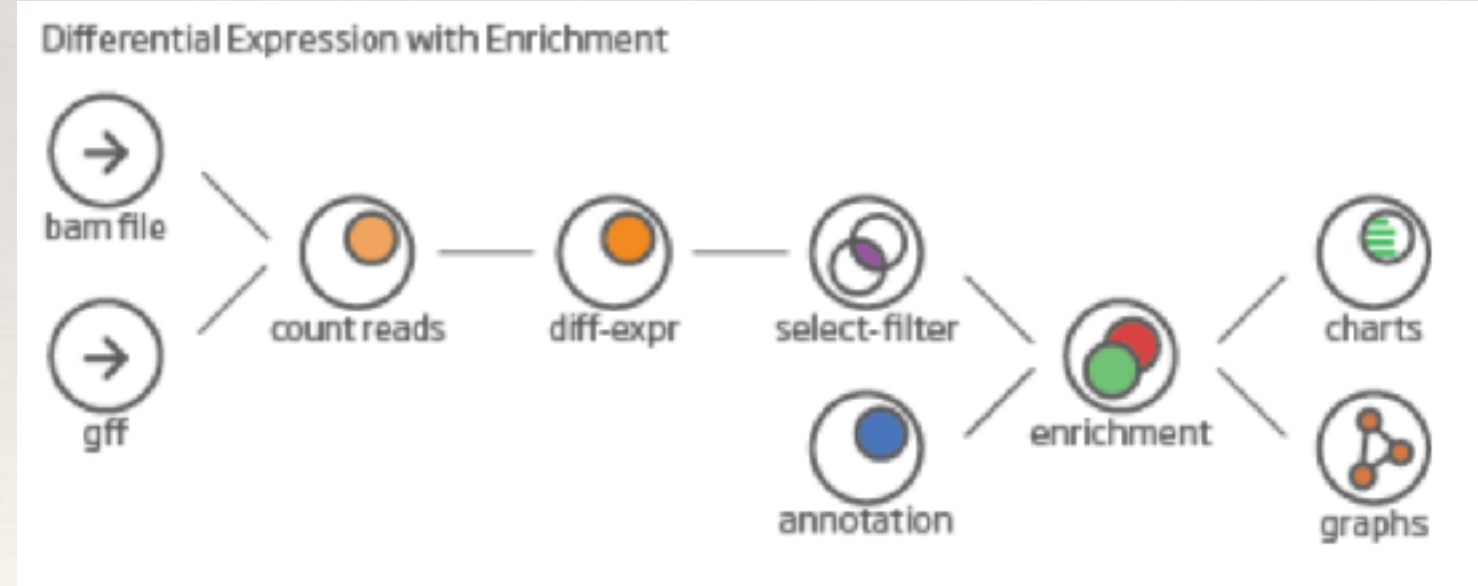 Differential Expression with Enrichment
bam file
gff
count reads
diff-expr
select-filter
annotation
enrichment
charts
graphs